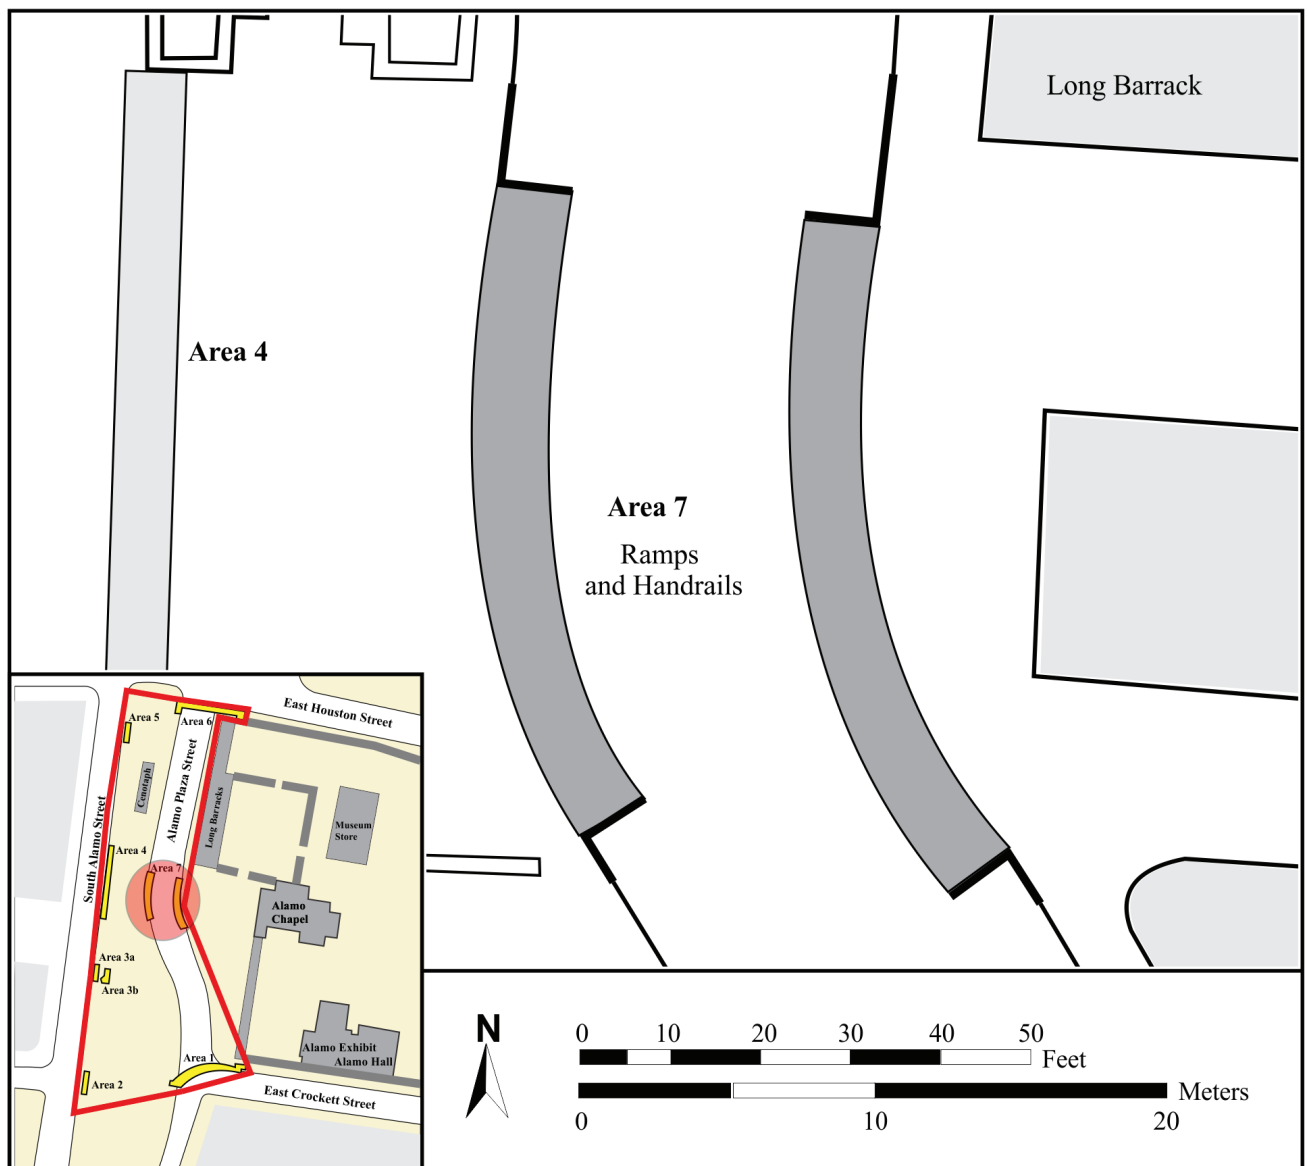 Long Barrack
Area 4
Area 7
Ramps
and Handrails
East Houston Street
Area 5
Area 6
Alamo Plaza Street
Cenotaph
Long Barracks
Museum
Store
South Alamo Street
Area 4
Area 7
Alamo
Chapel
Area 3a
Area 3b
Alamo Exhibit
Alamo Hall
Area 1
Area 2
East Crockett Street
N
0 10 20 30 40 50
Feet
Meters
0 10 20